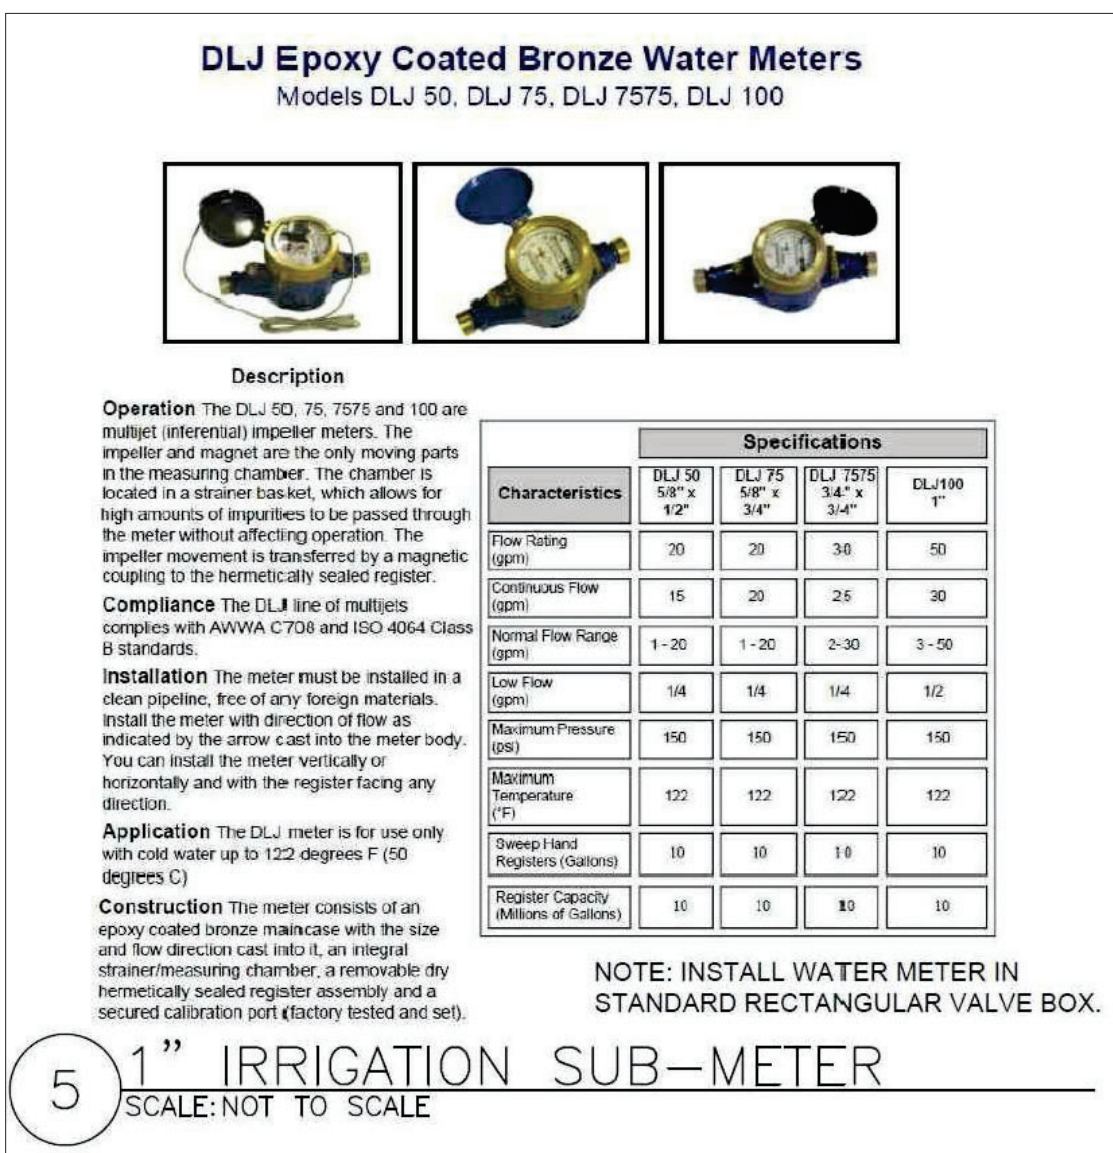 DLJ Epoxy Coated Bronze Water Meters
Models DLJ 50, DLJ 75, DLJ 7575, DLJ 100
Description
Operation The DLJ 50, 75, 7575 and 100 are
multijet (inferential) impeller meters. The
impeller and magnet are the only moving parts
in the measuring chamber. The chamber is
located in a strainer basket, which allows for
high amounts of impurities to be passed through
the meter without affecting operation. The
impeller movement is transferred by a magnetic
coupling to the hermetically sealed register.
Compliance The DLJ line of multijets
complies with AWWA C708 and ISO 4064 Class
B standards.
Installation The meter must be installed in a
clean pipeline, free of any foreign materials.
Install the meter with direction of flow as
indicated by the arrow cast into the meter body.
You can install the meter vertically or
horizontally and with the register facing any
direction.
Application The DLJ meter is for use only
with cold water up to 122 degrees F (50
degrees C)
Construction The meter consists of an
epoxy coated bronze maincase with the size
and flow direction cast into it, an integral
strainer/measuring chamber, a removable dry
hermetically sealed register assembly and a
secured calibration port (factory tested and set).
Specifications
Characteristics
DLJ 50
5/8" x
1/2"
DLJ 75
5/8" x
3/4"
DLJ 7575
3/4" x
3/4"
DLJ100
1"
Flow Rating
(gpm)
20 20 30 50
Continuous Flow
(gpm)
15 20 25 30
Normal Flow Range
(gpm)
1 - 20 1 - 20 2-30 3 - 50
Low Flow
(gpm)
1/4 1/4 1/4 1/2
Maximum Pressure
(psi)
150 150 150 150
Maximum
Temperature
(°F)
122 122 122 122
Sweep Hand
Registers (Gallons)
10 10 10 10
Register Capacity
(Millions of Gallons)
10 10 10 10
NOTE: INSTALL WATER METER IN
STANDARD RECTANGULAR VALVE BOX.
5
1" IRRIGATION SUB-METER
SCALE: NOT TO SCALE